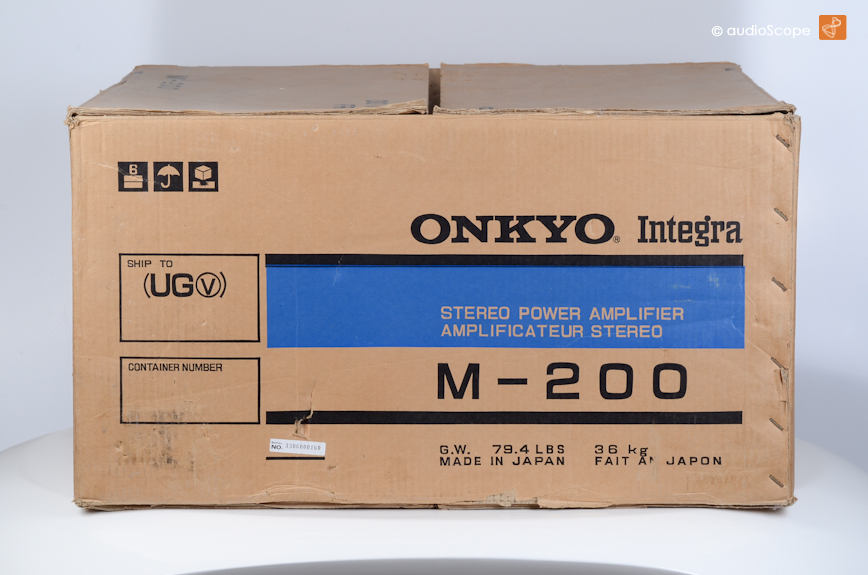 © audioScope
6
ONKYO® Integra
SHIP TO
(UGⓋ)
STEREO POWER AMPLIFIER
AMPLIFICATEUR STEREO
CONTAINER NUMBER
M-200
NO.
G.W. 79.4 LBS 36 kg
MADE IN JAPAN FAIT A JAPON